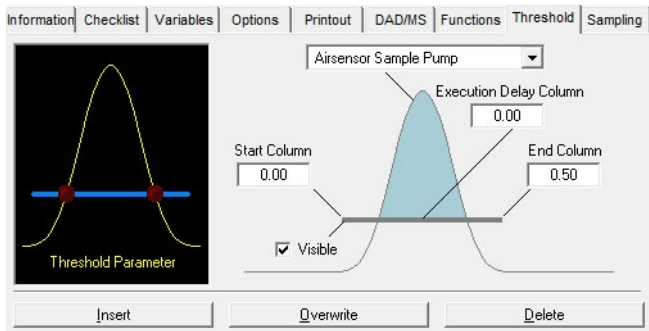 Information Checklist Variables Options Printout DAD/MS Functions Threshold Sampling
Airsensor Sample Pump
Execution Delay Column
0.00
Start Column
0.00
End Column
0.50
Visible
Threshold Parameter
Insert Overwrite Delete